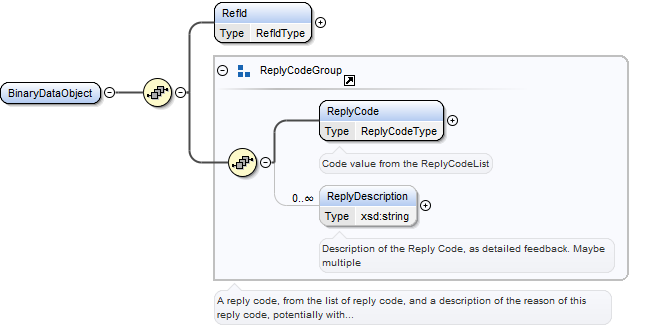 RefId
Type RefIdType
ReplyCodeGroup
BinaryDataObject
ReplyCode
Type ReplyCodeType
Code value from the ReplyCodeList
0..∞
ReplyDescription
Type xsd:string
Description of the Reply Code, as detailed feedback. Maybe
multiple
A reply code, from the list of reply code, and a description of the reason of this
reply code, potentially with...